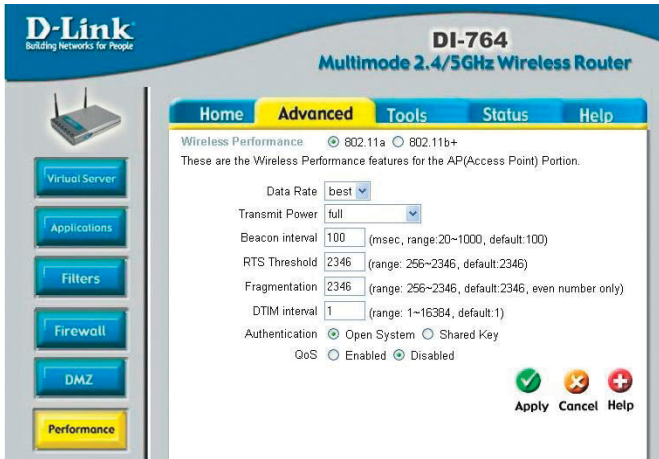 D-Link
Building Networks for People
DI-764
Multimode 2.4/5GHz Wireless Router
Home Advanced Tools Status Help
Virtual Server
Applications
Filters
Firewall
DMZ
Performance
Wireless Performance 802.11a 802.11b+
These are the Wireless Performance features for the AP(Access Point) Portion.
Data Rate best
Transmit Power full
Beacon interval 100 (msec, range:20~1000, default:100)
RTS Threshold 2346 (range: 256~2346, default:2346)
Fragmentation 2346 (range: 256~2346, default:2346, even number only)
DTIM interval 1 (range: 1~16384, default:1)
Authentication Open System Shared Key
QoS Enabled Disabled
Apply Cancel Help